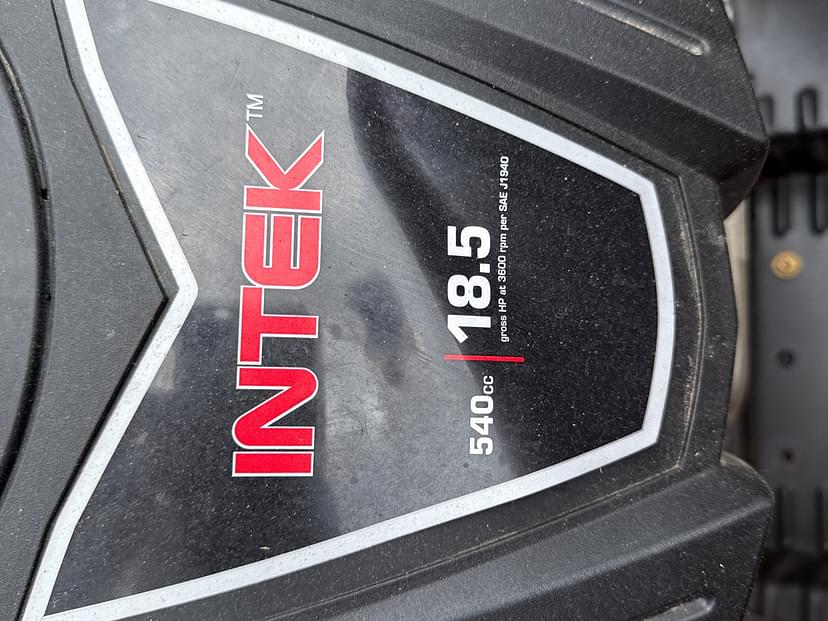 INTEK™
540cc | 18.5
gross HP at 3600 rpm per SAE J1940